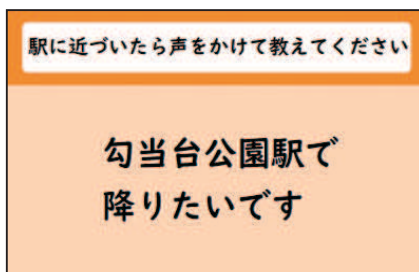 駅に近づいたら声をかけて教えてください
勾当台公園駅で
降りたいです